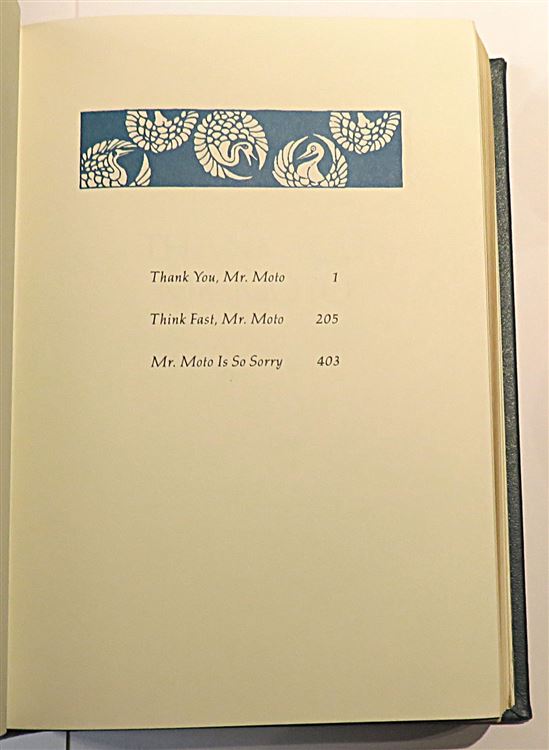 Thank You, Mr. Moto 1
Think Fast, Mr. Moto 205
Mr. Moto Is So Sorry 403